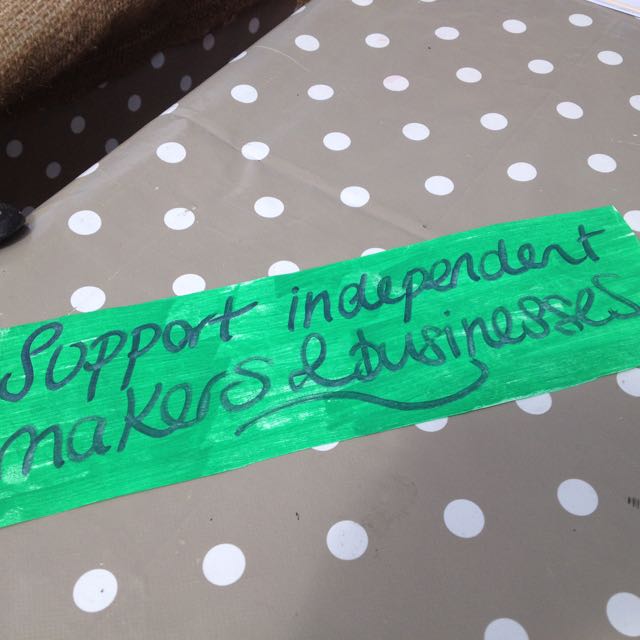 Support independent
makers & businesses